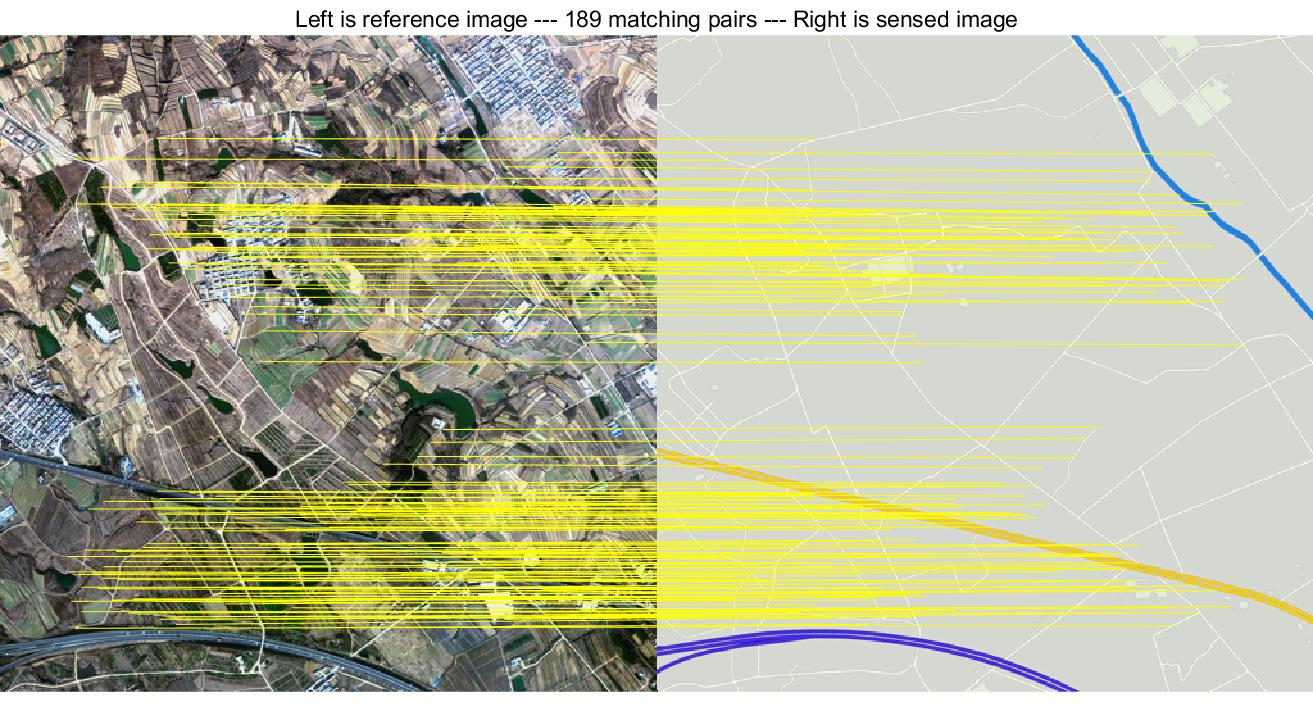 Left is reference image --- 189 matching pairs --- Right is sensed image